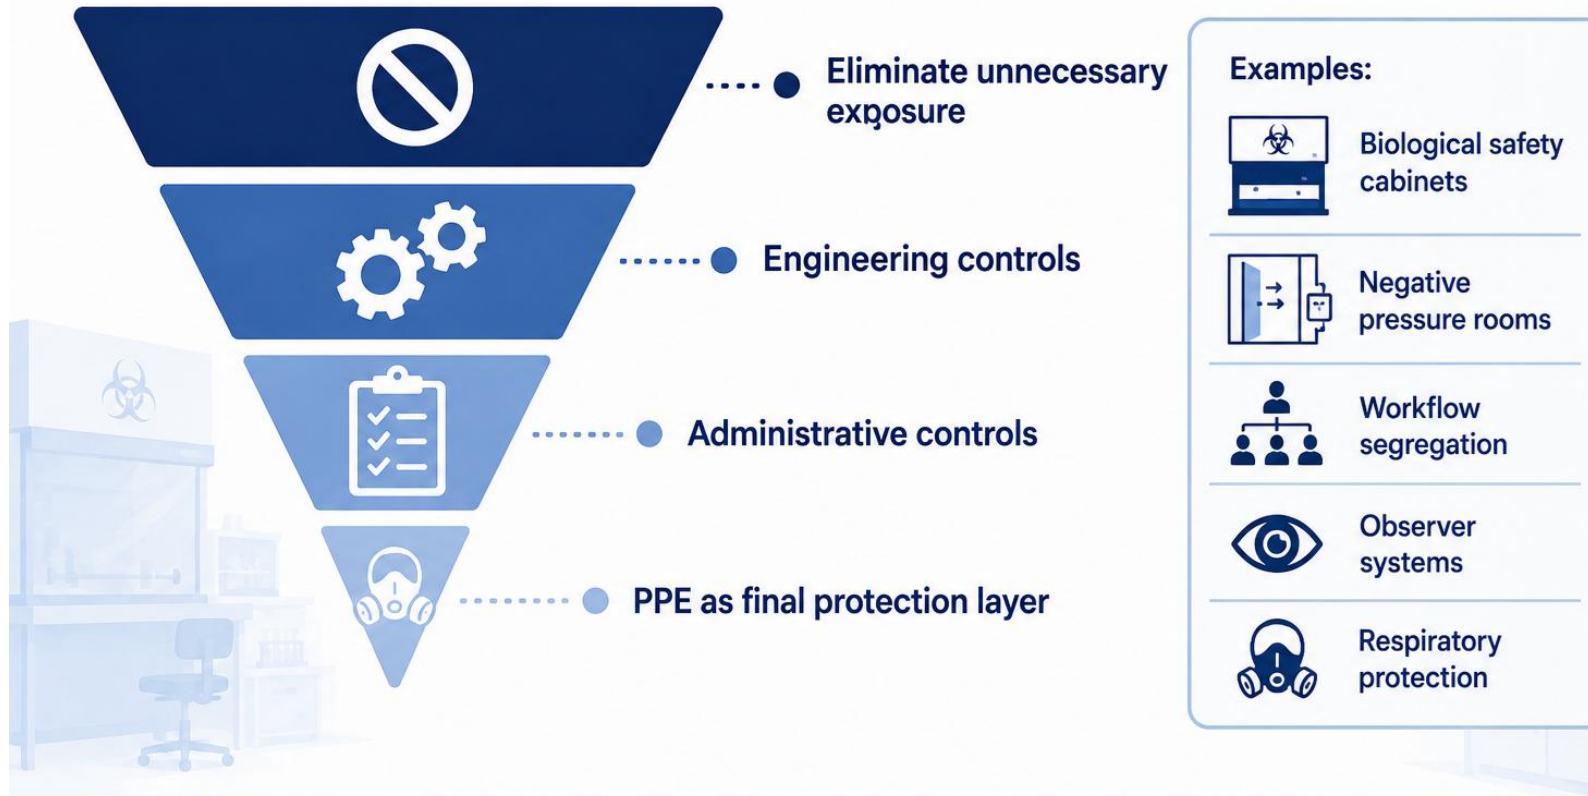 Eliminate unnecessary
exposure
Engineering controls
Administrative controls
PPE as final protection layer
Examples:
Biological safety
cabinets
Negative
pressure rooms
Workflow
segregation
Observer
systems
Respiratory
protection